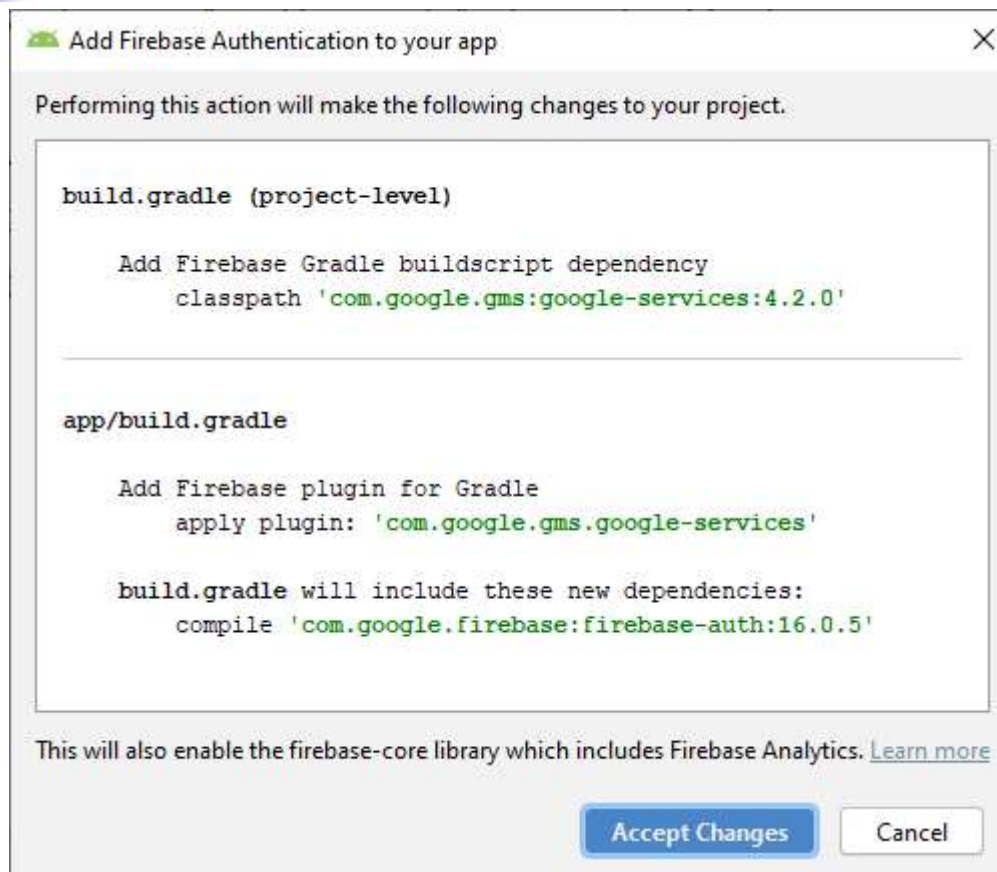 Add Firebase Authentication to your app
Performing this action will make the following changes to your project.
build.gradle (project-level)
Add Firebase Gradle buildscript dependency
classpath 'com.google.gms:google-services:4.2.0'
app/build.gradle
Add Firebase plugin for Gradle
apply plugin: 'com.google.gms.google-services'
build.gradle will include these new dependencies:
compile 'com.google.firebase:firebase-auth:16.0.5'
This will also enable the firebase-core library which includes Firebase Analytics. Learn more
Accept Changes Cancel